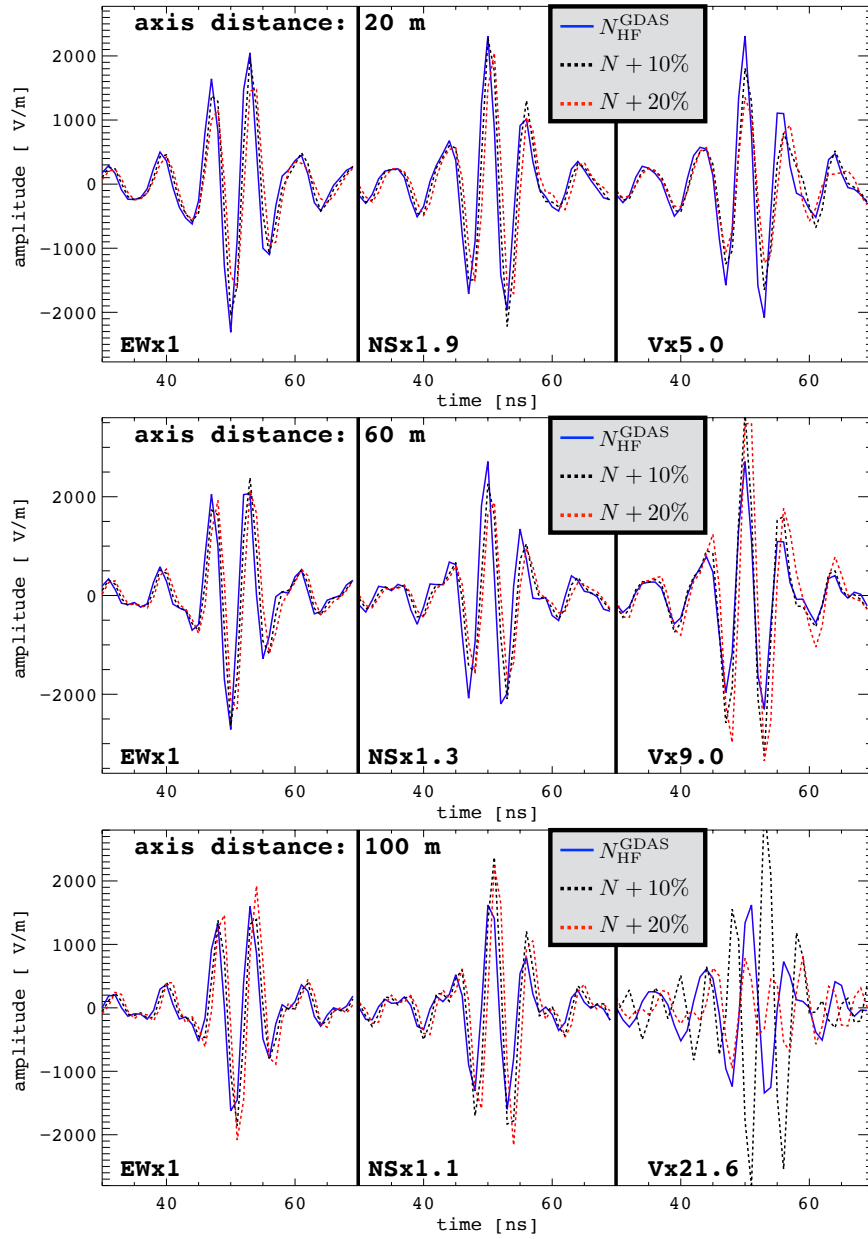 axis distance: 20 m
N_HF^GDAS
N + 10%
N + 20%
2000
1000
0
−1000
−2000
amplitude [ V/m]
EWx1
NSx1.9
Vx5.0
40 60 40 60 40 60
time [ns]
axis distance: 60 m
N_HF^GDAS
N + 10%
N + 20%
2000
0
−2000
amplitude [ V/m]
EWx1
NSx1.3
Vx9.0
40 60 40 60 40 60
time [ns]
axis distance: 100 m
N_HF^GDAS
N + 10%
N + 20%
2000
1000
0
−1000
−2000
amplitude [ V/m]
EWx1
NSx1.1
Vx21.6
40 60 40 60 40 60
time [ns]